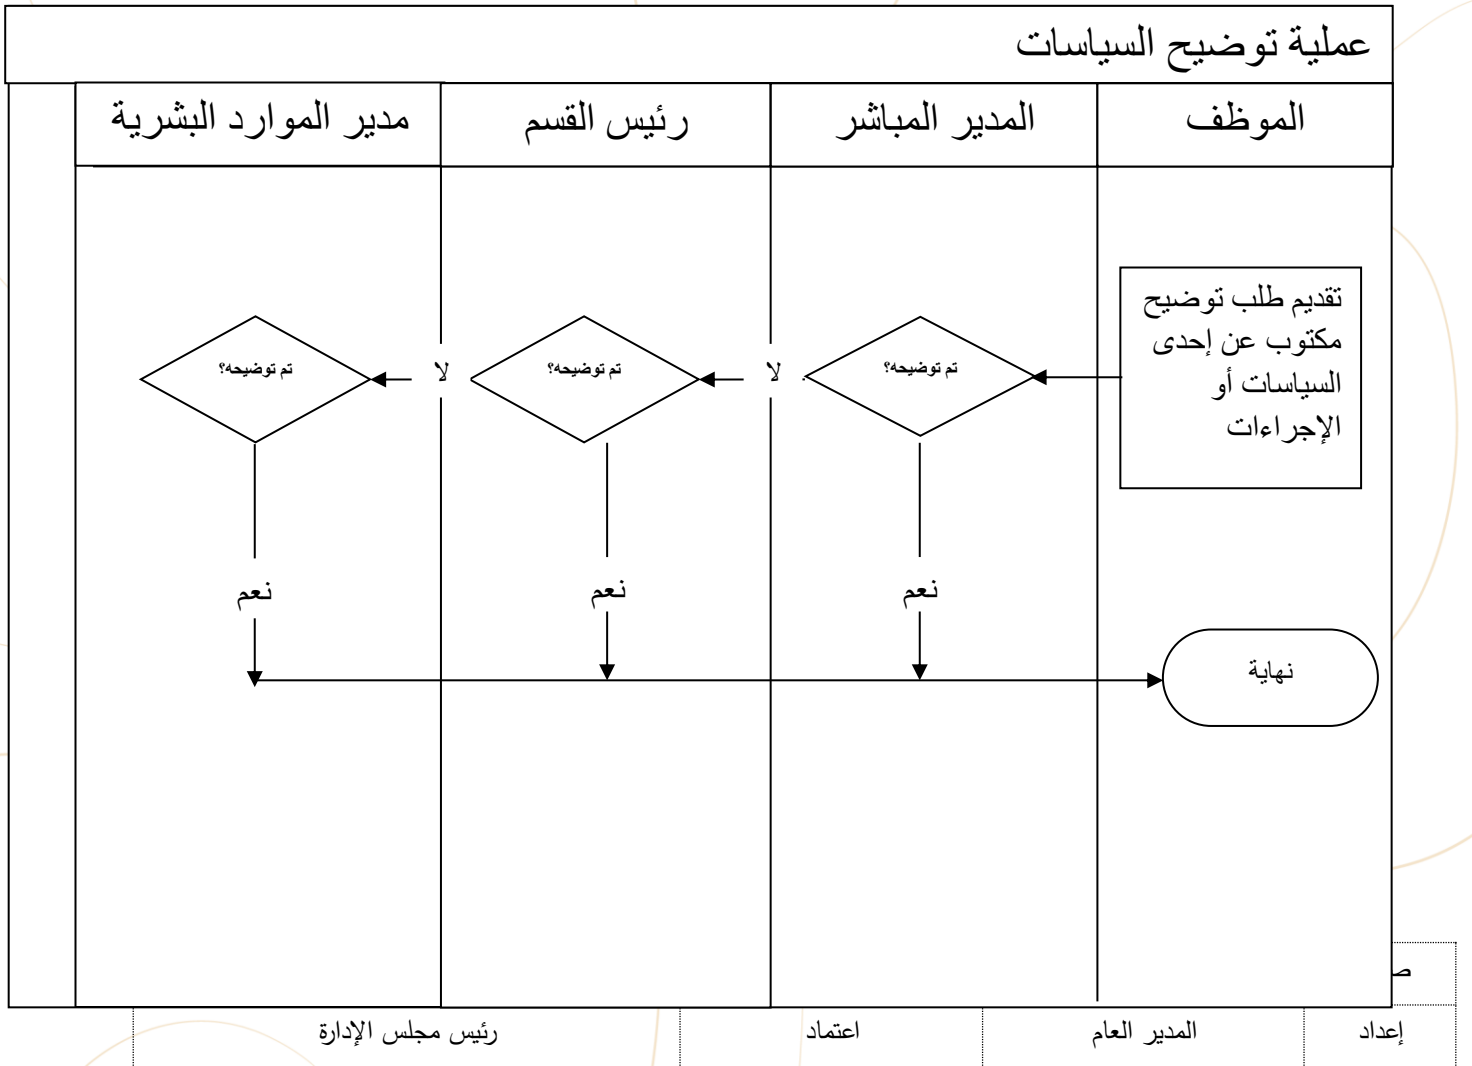 عملية توضيح السياسات
الموظف
المدير المباشر
رئيس القسم
مدير الموارد البشرية
تقديم طلب توضيح
مكتوب عن إحدى
السياسات أو
الإجراءات
تم توضيحه؟
لا
تم توضيحه؟
لا
تم توضيحه؟
نعم
نعم
نعم
نهاية
إعداد
المدير العام
اعتماد
رئيس مجلس الإدارة